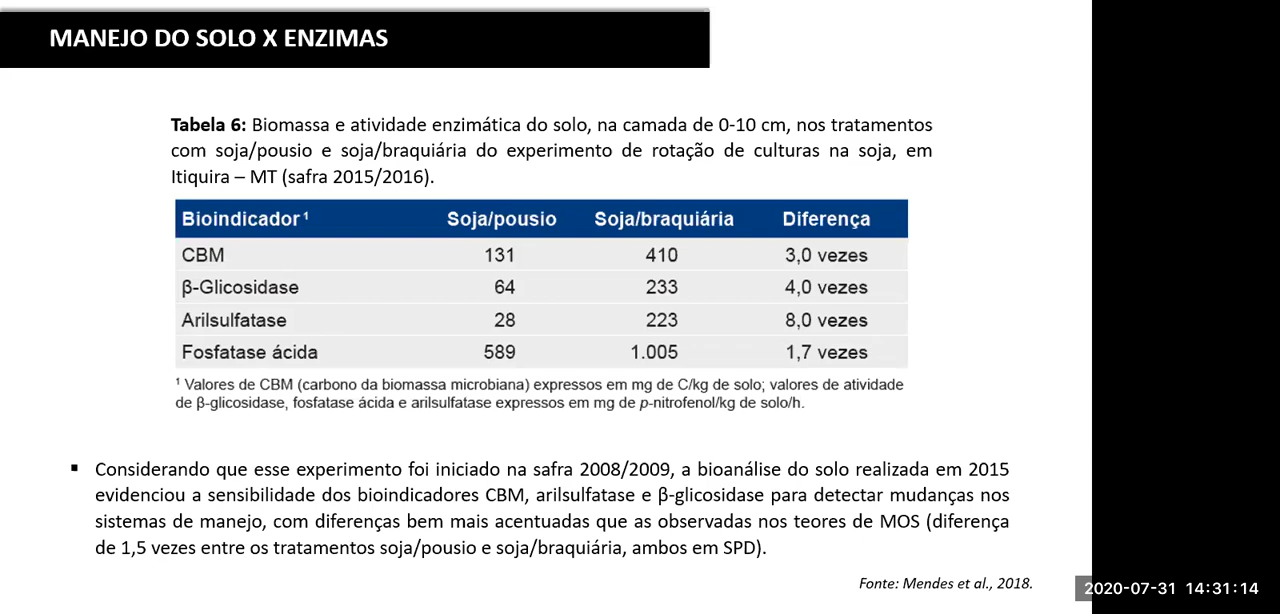 MANEJO DO SOLO X ENZIMAS
Tabela 6: Biomassa e atividade enzimática do solo, na camada de 0-10 cm, nos tratamentos
com soja/pousio e soja/braquiária do experimento de rotação de culturas na soja, em
Itiquira – MT (safra 2015/2016).
Bioindicador ¹ Soja/pousio Soja/braquiária Diferença
CBM 131 410 3,0 vezes
β-Glicosidase 64 233 4,0 vezes
Arilsulfatase 28 223 8,0 vezes
Fosfatase ácida 589 1.005 1,7 vezes
¹ Valores de CBM (carbono da biomassa microbiana) expressos em mg de C/kg de solo; valores de atividade
de β-glicosidase, fosfatase ácida e arilsulfatase expressos em mg de p-nitrofenol/kg de solo/h.
▪ Considerando que esse experimento foi iniciado na safra 2008/2009, a bioanálise do solo realizada em 2015
evidenciou a sensibilidade dos bioindicadores CBM, arilsulfatase e β-glicosidase para detectar mudanças nos
sistemas de manejo, com diferenças bem mais acentuadas que as observadas nos teores de MOS (diferença
de 1,5 vezes entre os tratamentos soja/pousio e soja/braquiária, ambos em SPD).
Fonte: Mendes et al., 2018.
2020-07-31 14:31:14